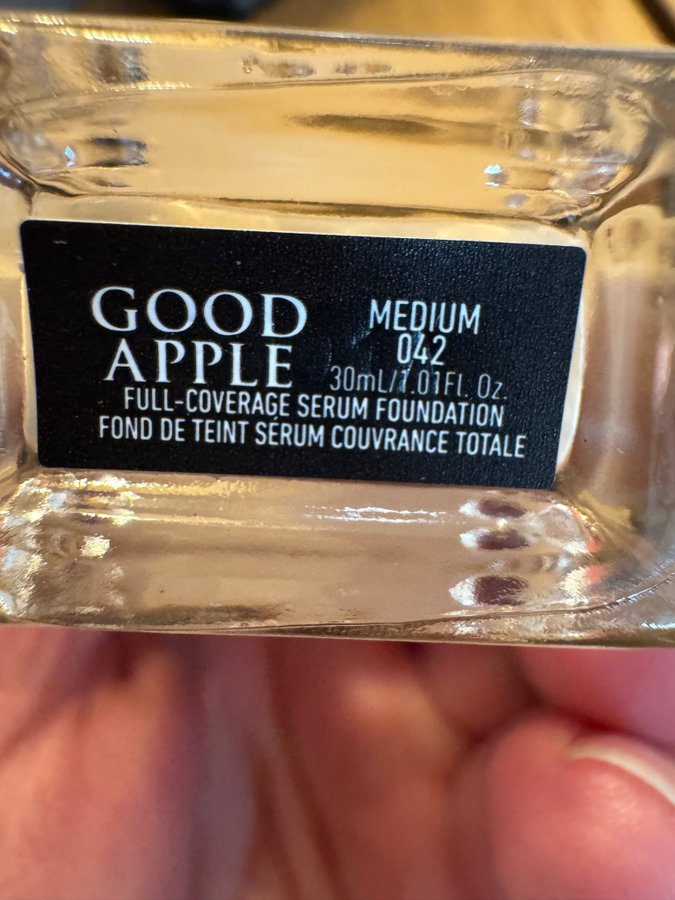 GOOD
APPLE
MEDIUM
042
30mL/1.01Fl. Oz.
FULL-COVERAGE SERUM FOUNDATION
FOND DE TEINT SÉRUM COUVRANCE TOTALE